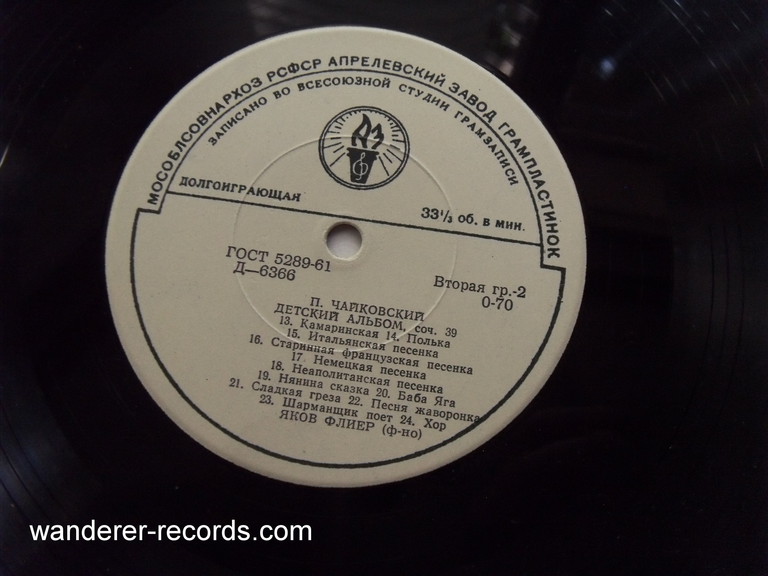 МОСОБЛСОВНАРХОЗ РСФСР АПРЕЛЕВСКИЙ ЗАВОД ГРАМПЛАСТИНОК
ЗАПИСАНО ВО ВСЕСОЮЗНОЙ СТУДИИ ГРАМЗАПИСИ
АЗ
ДОЛГОИГРАЮЩАЯ
33⅓ об. в мин.
ГОСТ 5289-61
Д—6366
Вторая гр.-2
0-70
П. ЧАЙКОВСКИЙ
ДЕТСКИЙ АЛЬБОМ, соч. 39
13. Камаринская 14. Полька
15. Итальянская песенка
16. Старинная французская песенка
17. Немецкая песенка
18. Неаполитанская песенка
19. Нянина сказка 20. Баба Яга
21. Сладкая греза 22. Песня жаворонка
23. Шарманщик поет 24. Хор
ЯКОВ ФЛИЕР (ф-но)
wanderer-records.com